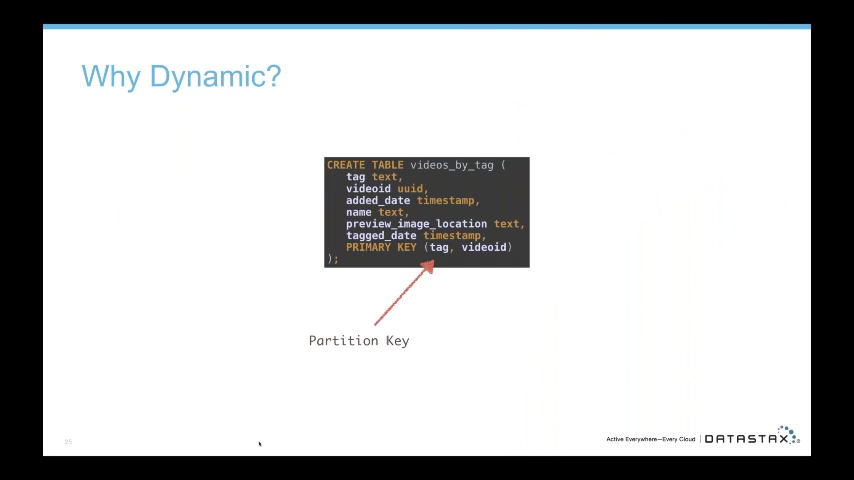 Why Dynamic?
CREATE TABLE videos_by_tag (
tag text,
videoid uuid,
added_date timestamp,
name text,
preview_image_location text,
tagged_date timestamp,
PRIMARY KEY (tag, videoid)
);
Partition Key
25
Active Everywhere—Every Cloud | DATASTAX®